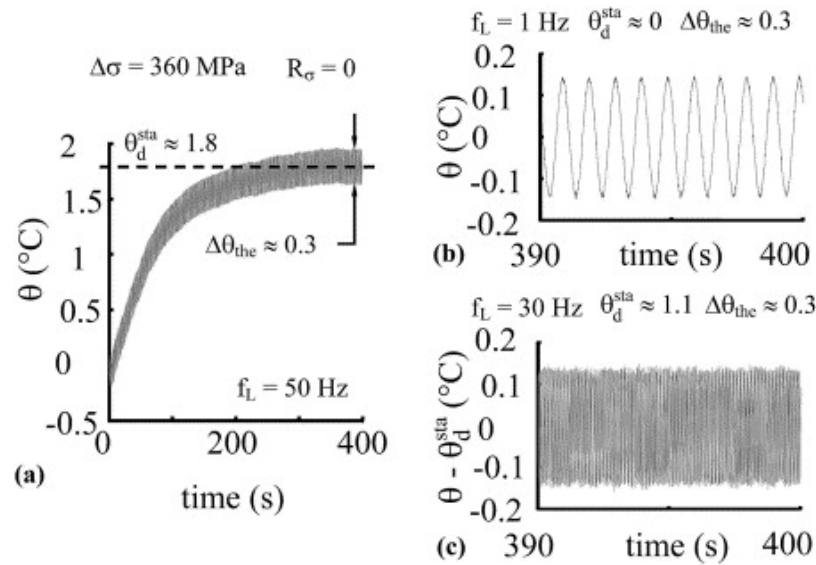 Δσ = 360 MPa R_σ = 0
θ_d^sta ≈ 1.8
2
1.5
1
0.5
0
-0.5
θ (°C)
Δθ_the ≈ 0.3
f_L = 50 Hz
0 200 400
(a)
time (s)
f_L = 1 Hz θ_d^sta ≈ 0 Δθ_the ≈ 0.3
0.2
0.1
0
-0.1
-0.2
θ (°C)
(b) 390 time (s) 400
f_L = 30 Hz θ_d^sta ≈ 1.1 Δθ_the ≈ 0.3
0.2
0.1
0
-0.1
-0.2
θ - θ_d^sta (°C)
390 400
(c) time (s)